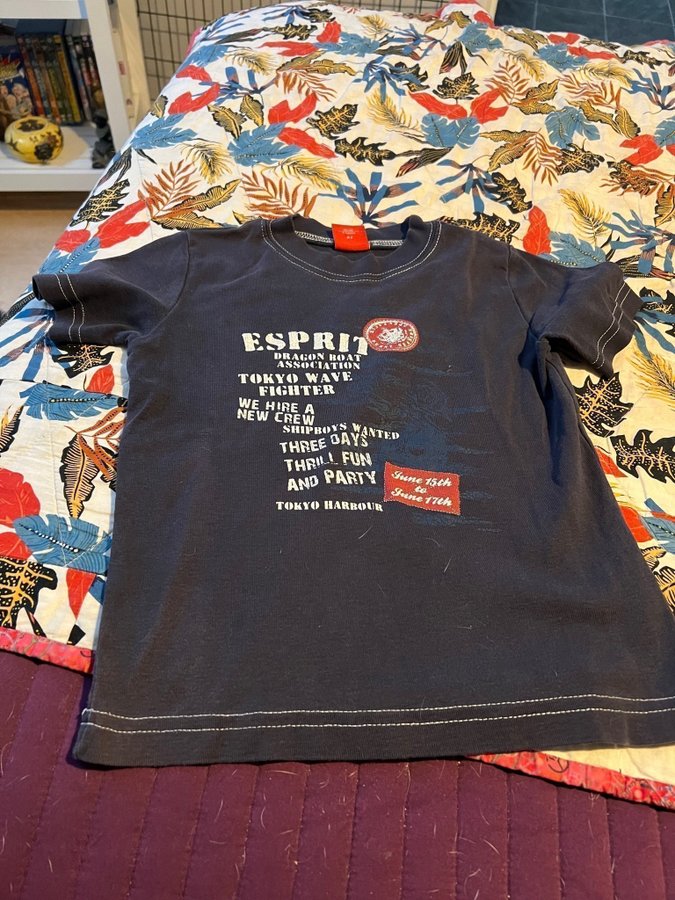 ESPRIT
DRAGON BOAT
ASSOCIATION
TOKYO WAVE
FIGHTER
WE HIRE A
NEW CREW
SHIPBOYS WANTED
THREE DAYS
THRILL FUN
AND PARTY
June 15th
to
June 17th
TOKYO HARBOUR